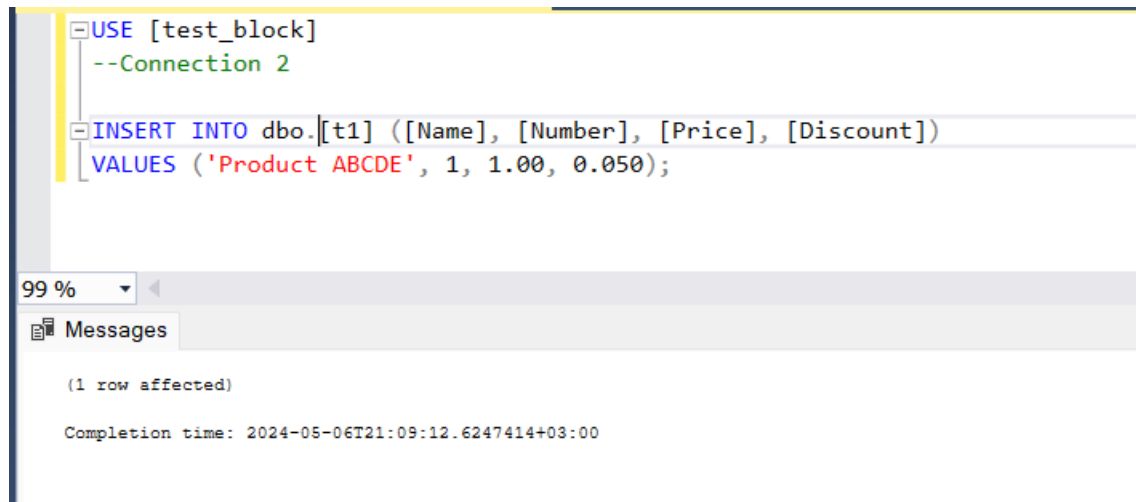 USE [test_block]
--Connection 2
INSERT INTO dbo.[t1] ([Name], [Number], [Price], [Discount])
VALUES ('Product ABCDE', 1, 1.00, 0.050);
99 %
Messages
(1 row affected)
Completion time: 2024-05-06T21:09:12.6247414+03:00